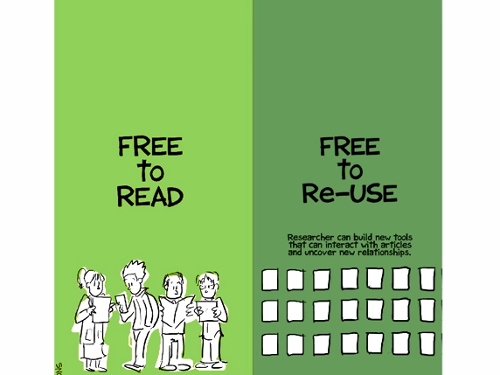 FREE
to
READ
FREE
to
Re-USE
Researcher can build new tools
that can interact with articles
and uncover new relationships.